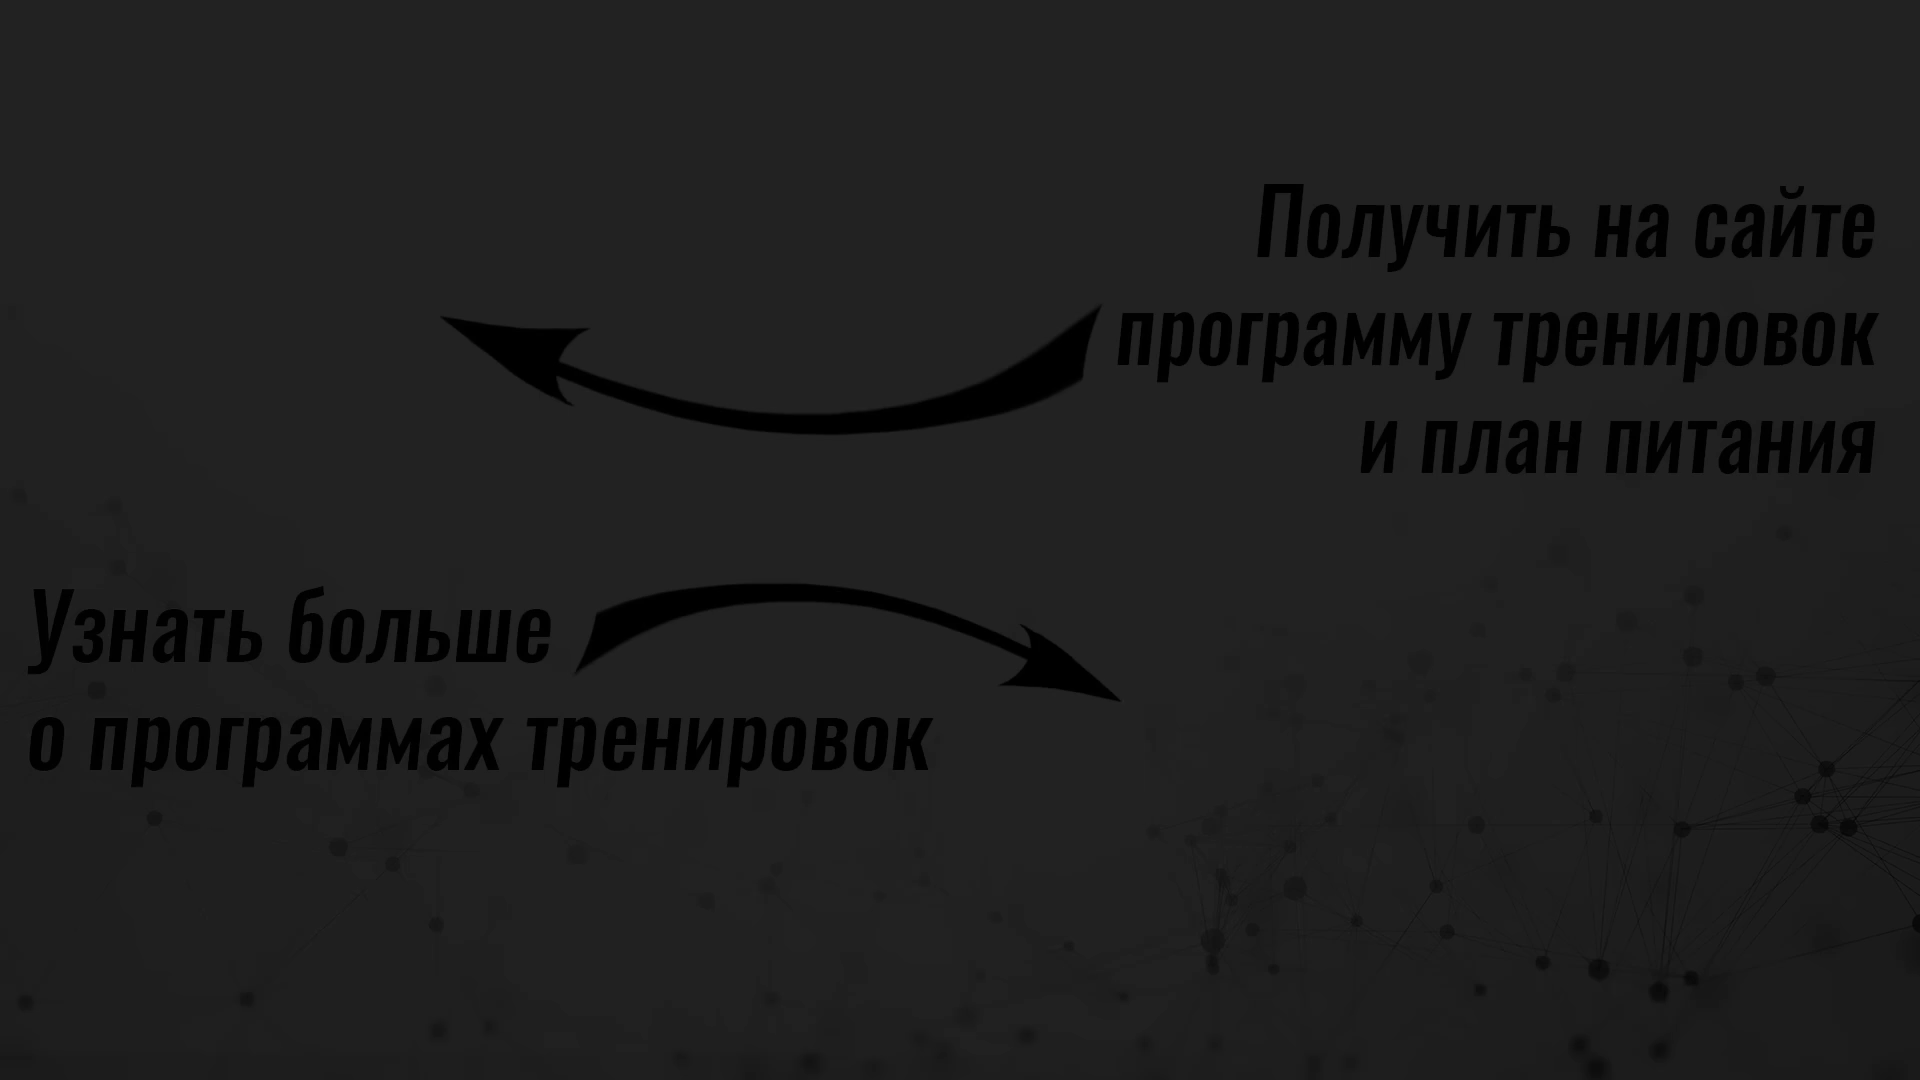 Получить на сайте
программу тренировок
и план питания
Узнать больше
о программах тренировок